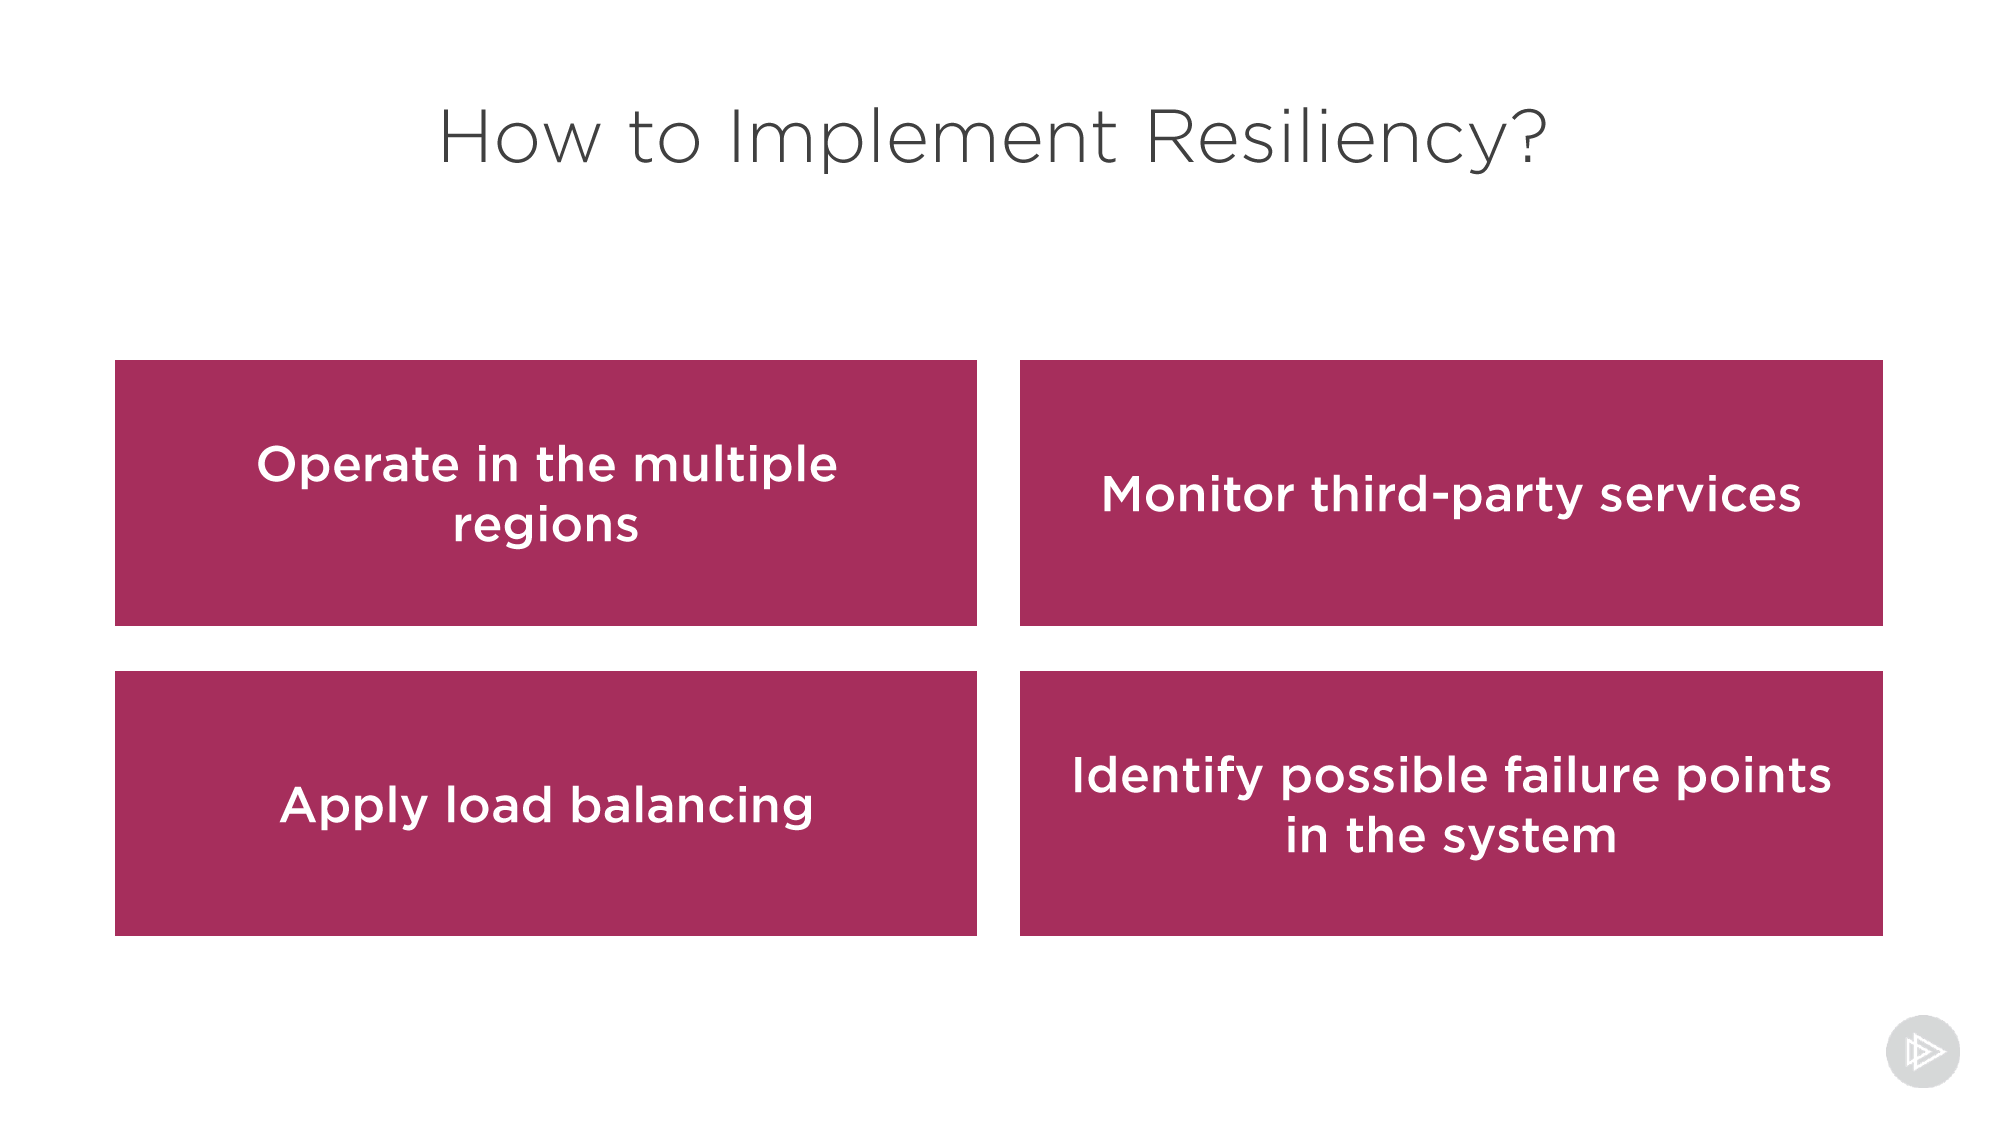 How to Implement Resiliency?
Operate in the multiple
regions
Monitor third-party services
Apply load balancing
Identify possible failure points
in the system